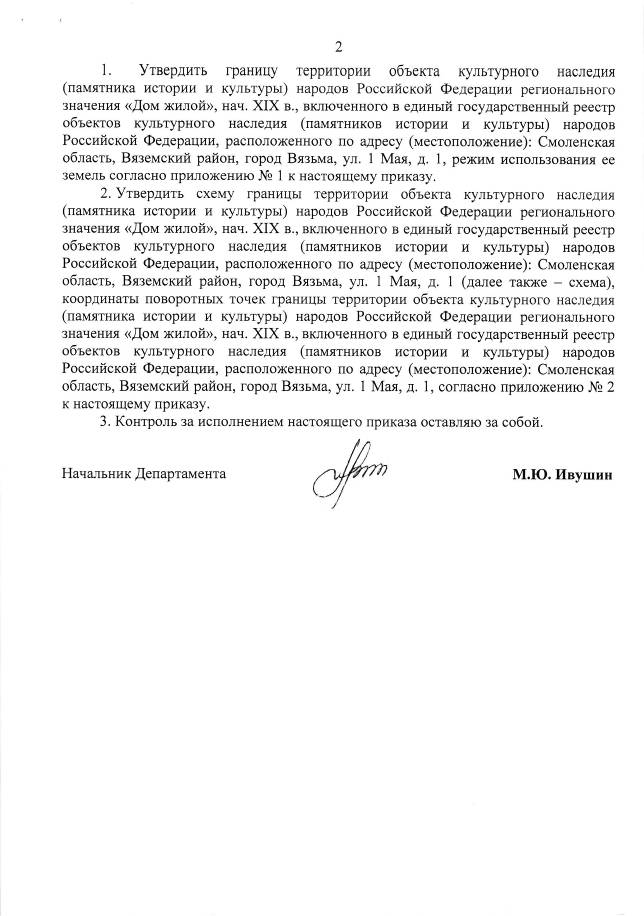 2
1. Утвердить границу территории объекта культурного наследия
(памятника истории и культуры) народов Российской Федерации регионального
значения «Дом жилой», нач. XIX в., включенного в единый государственный реестр
объектов культурного наследия (памятников истории и культуры) народов
Российской Федерации, расположенного по адресу (местоположение): Смоленская
область, Вяземский район, город Вязьма, ул. 1 Мая, д. 1, режим использования ее
земель согласно приложению № 1 к настоящему приказу.
2. Утвердить схему границы территории объекта культурного наследия
(памятника истории и культуры) народов Российской Федерации регионального
значения «Дом жилой», нач. XIX в., включенного в единый государственный реестр
объектов культурного наследия (памятников истории и культуры) народов
Российской Федерации, расположенного по адресу (местоположение): Смоленская
область, Вяземский район, город Вязьма, ул. 1 Мая, д. 1 (далее также – схема),
координаты поворотных точек границы территории объекта культурного наследия
(памятника истории и культуры) народов Российской Федерации регионального
значения «Дом жилой», нач. XIX в., включенного в единый государственный реестр
объектов культурного наследия (памятников истории и культуры) народов
Российской Федерации, расположенного по адресу (местоположение): Смоленская
область, Вяземский район, город Вязьма, ул. 1 Мая, д. 1, согласно приложению № 2
к настоящему приказу.
3. Контроль за исполнением настоящего приказа оставляю за собой.
Начальник Департамента М.Ю. Ивушин